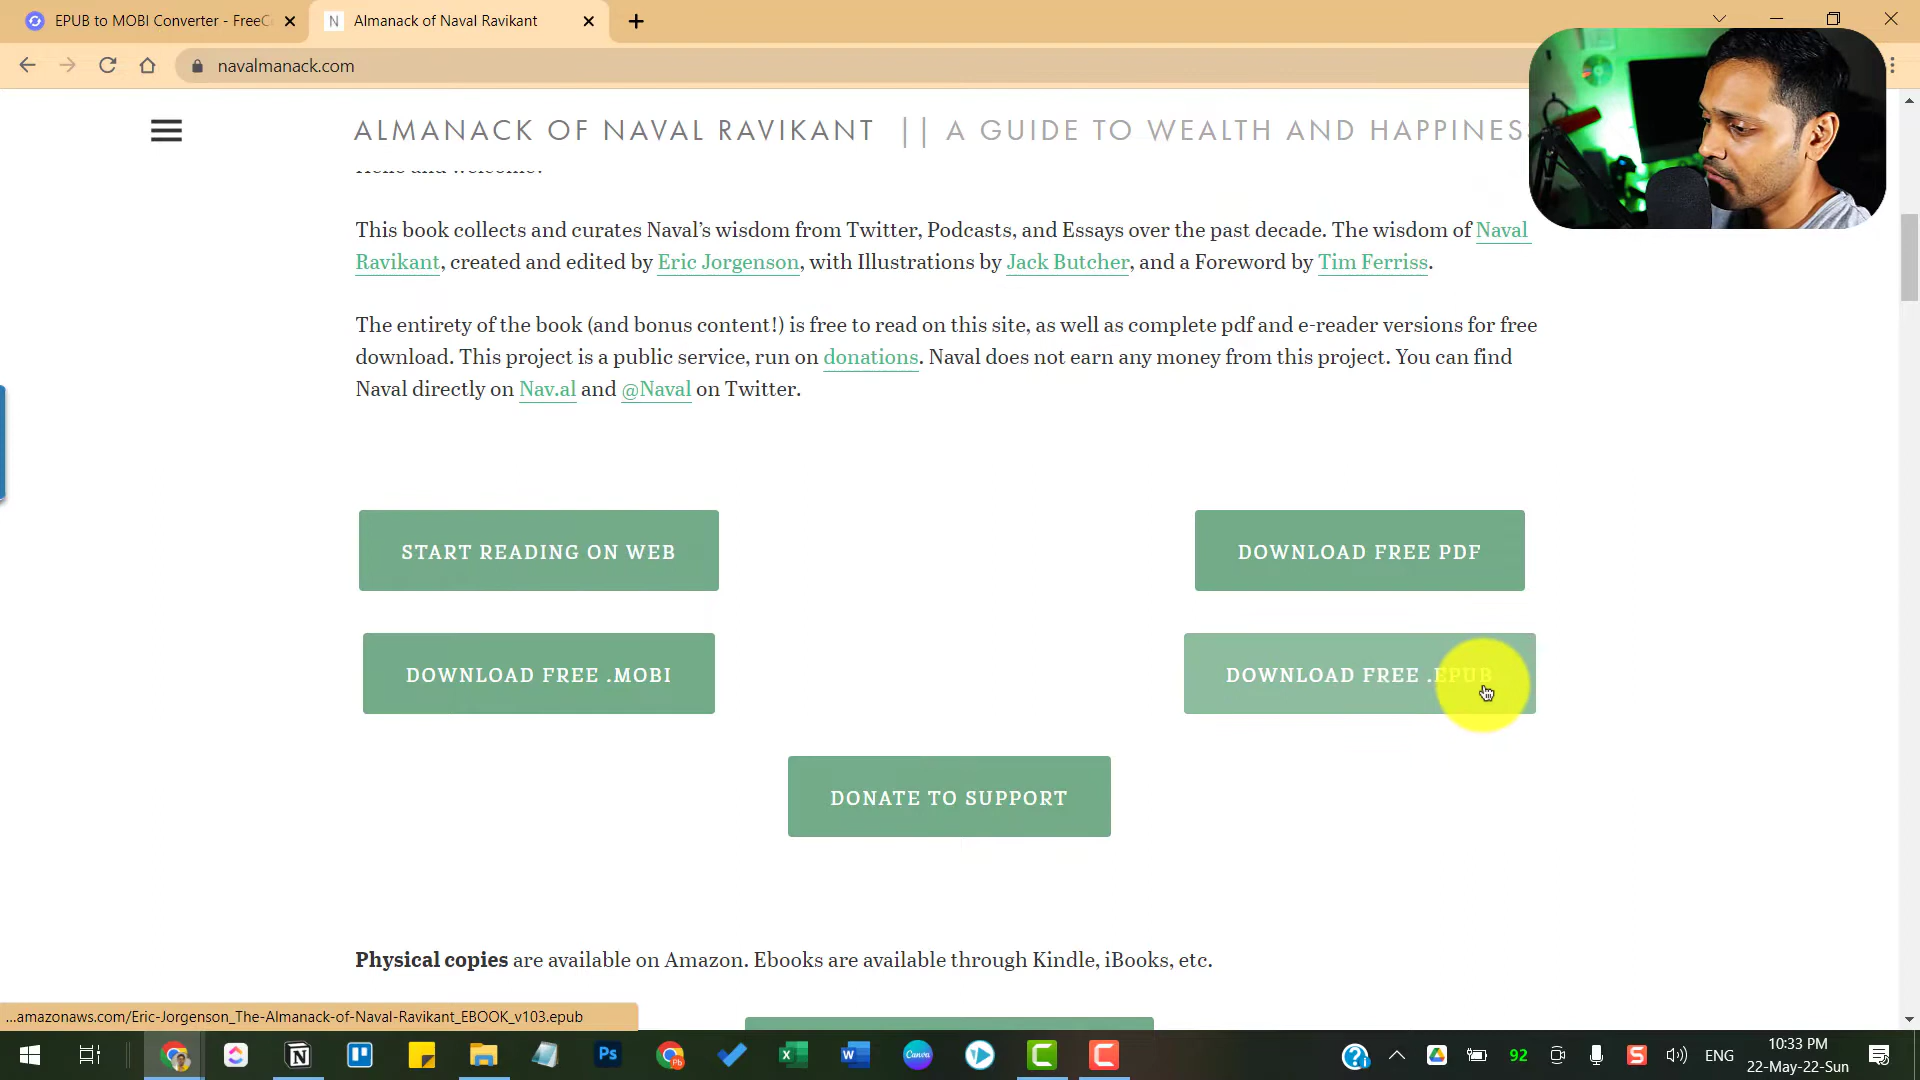 EPUB to MOBI Converter - FreeC
Almanack of Naval Ravikant
navalmanack.com
ALMANACK OF NAVAL RAVIKANT || A GUIDE TO WEALTH AND HAPPINES
Hello and welcome!
This book collects and curates Naval’s wisdom from Twitter, Podcasts, and Essays over the past decade. The wisdom of Naval
Ravikant, created and edited by Eric Jorgenson, with Illustrations by Jack Butcher, and a Foreword by Tim Ferriss.
The entirety of the book (and bonus content!) is free to read on this site, as well as complete pdf and e-reader versions for free
download. This project is a public service, run on donations. Naval does not earn any money from this project. You can find
Naval directly on Nav.al and @Naval on Twitter.
START READING ON WEB
DOWNLOAD FREE PDF
DOWNLOAD FREE .MOBI
DOWNLOAD FREE .EPUB
DONATE TO SUPPORT
Physical copies are available on Amazon. Ebooks are available through Kindle, iBooks, etc.
...amazonaws.com/Eric-Jorgenson_The-Almanack-of-Naval-Ravikant_EBOOK_v103.epub
92
ENG
10:33 PM
22-May-22-Sun